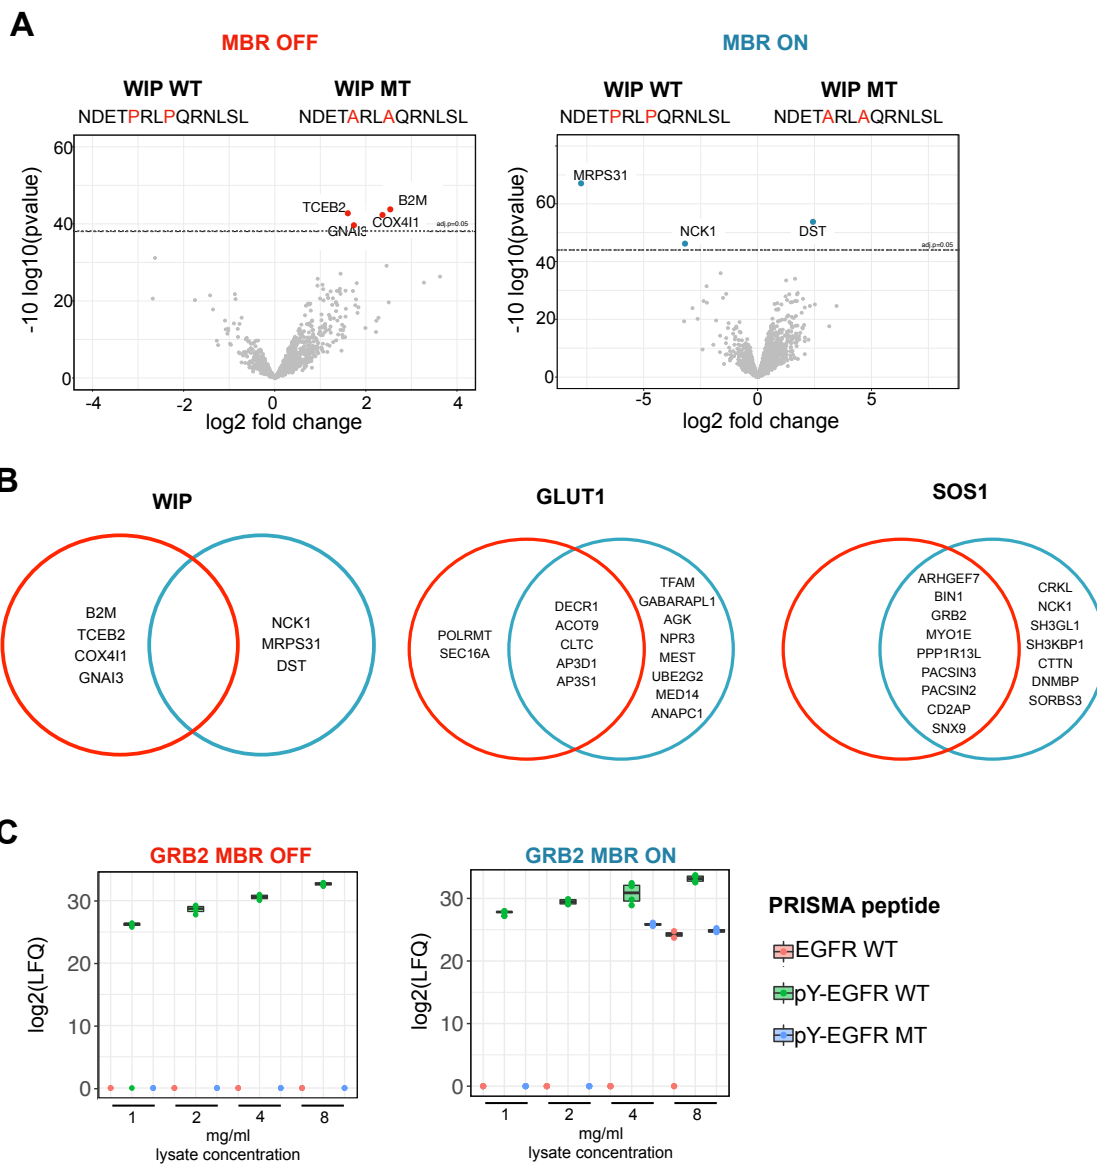 A
MBR OFF
MBR ON
WIP WT
WIP MT
WIP WT
WIP MT
NDETPRLPQRNLSL
NDETARLAQRNLSL
NDETPRLPQRNLSL
NDETARLAQRNLSL
-10 log10(pvalue)
60
40
20
0
TCEB2
B2M
COX4I1
GNAI3
adj.p=0.05
-4
-2
0
2
4
log2 fold change
-10 log10(pvalue)
60
40
20
0
MRPS31
NCK1
DST
adj.p=0.05
-5
0
5
log2 fold change
B
WIP
GLUT1
SOS1
B2M
TCEB2
COX4I1
GNAI3
NCK1
MRPS31
DST
POLRMT
SEC16A
DECR1
ACOT9
CLTC
AP3D1
AP3S1
TFAM
GABARAPL1
AGK
NPR3
MEST
UBE2G2
MED14
ANAPC1
ARHGEF7
BIN1
GRB2
MYO1E
PPP1R13L
PACSIN3
PACSIN2
CD2AP
SNX9
CRKL
NCK1
SH3GL1
SH3KBP1
CTTN
DNMBP
SORBS3
C
GRB2 MBR OFF
GRB2 MBR ON
log2(LFQ)
30
20
10
0
1
2
4
8
mg/ml
lysate concentration
log2(LFQ)
30
20
10
0
1
2
4
8
mg/ml
lysate concentration
PRISMA peptide
EGFR WT
pY-EGFR WT
pY-EGFR MT